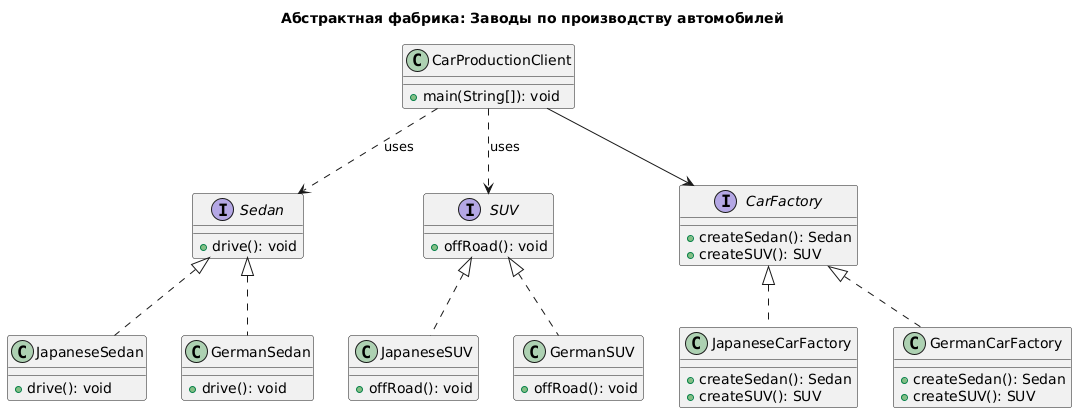 Абстрактная фабрика: Заводы по производству автомобилей
C CarProductionClient
main(String[]): void
uses
uses
I Sedan
drive(): void
I SUV
offRoad(): void
I CarFactory
createSedan(): Sedan
createSUV(): SUV
C JapaneseSedan
drive(): void
C GermanSedan
drive(): void
C JapaneseSUV
offRoad(): void
C GermanSUV
offRoad(): void
C JapaneseCarFactory
createSedan(): Sedan
createSUV(): SUV
C GermanCarFactory
createSedan(): Sedan
createSUV(): SUV